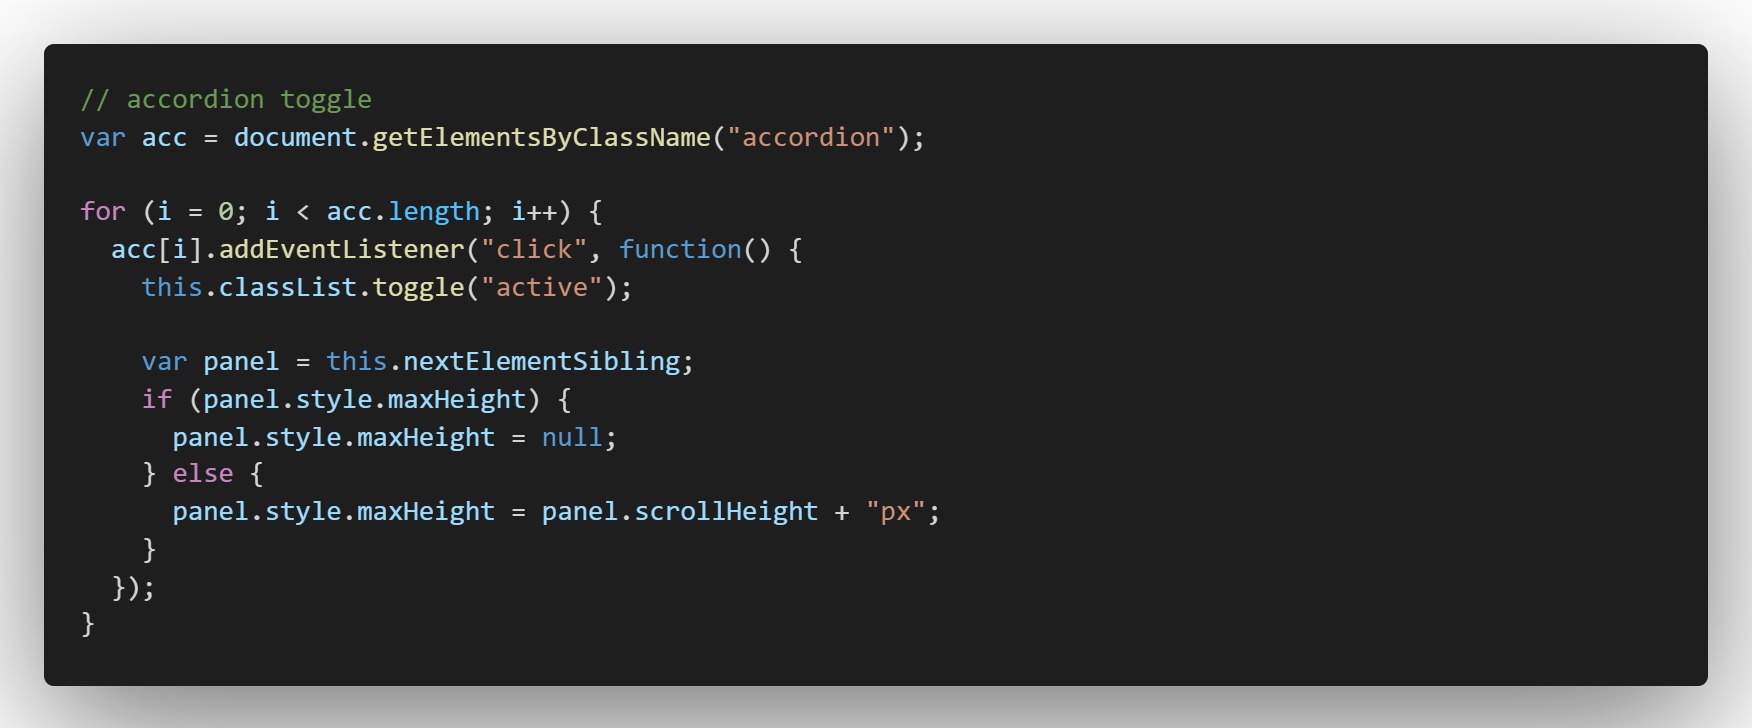 // accordion toggle
var acc = document.getElementsByClassName("accordion");

for (i = 0; i < acc.length; i++) {
  acc[i].addEventListener("click", function() {
    this.classList.toggle("active");

    var panel = this.nextElementSibling;
    if (panel.style.maxHeight) {
      panel.style.maxHeight = null;
    } else {
      panel.style.maxHeight = panel.scrollHeight + "px";
    }
  });
}